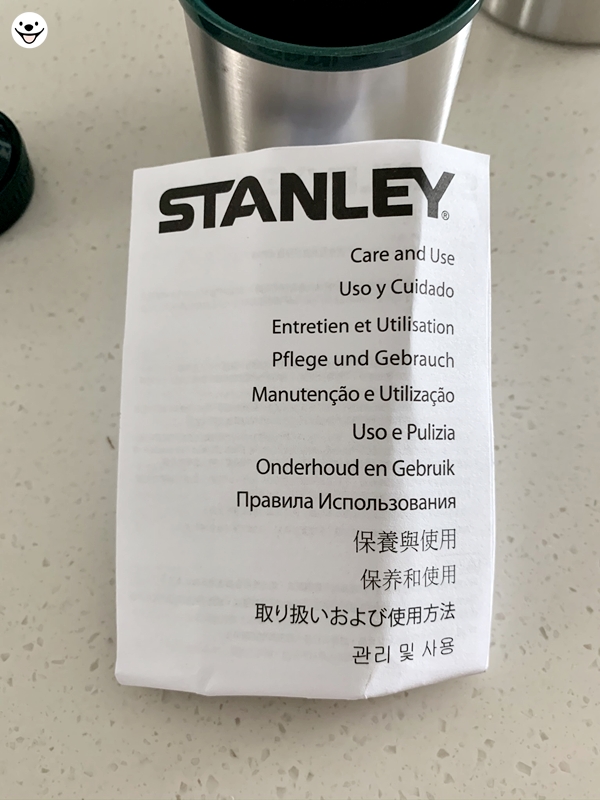 STANLEY®
Care and Use
Uso y Cuidado
Entretien et Utilisation
Pflege und Gebrauch
Manutenção e Utilização
Uso e Pulizia
Onderhoud en Gebruik
Правила Использования
保養與使用
保养和使用
取り扱いおよび使用方法
관리 및 사용